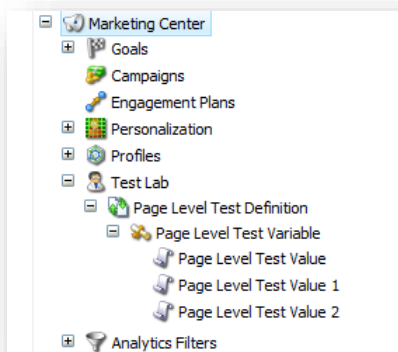 Marketing Center
Goals
Campaigns
Engagement Plans
Personalization
Profiles
Test Lab
Page Level Test Definition
Page Level Test Variable
Page Level Test Value
Page Level Test Value 1
Page Level Test Value 2
Analytics Filters